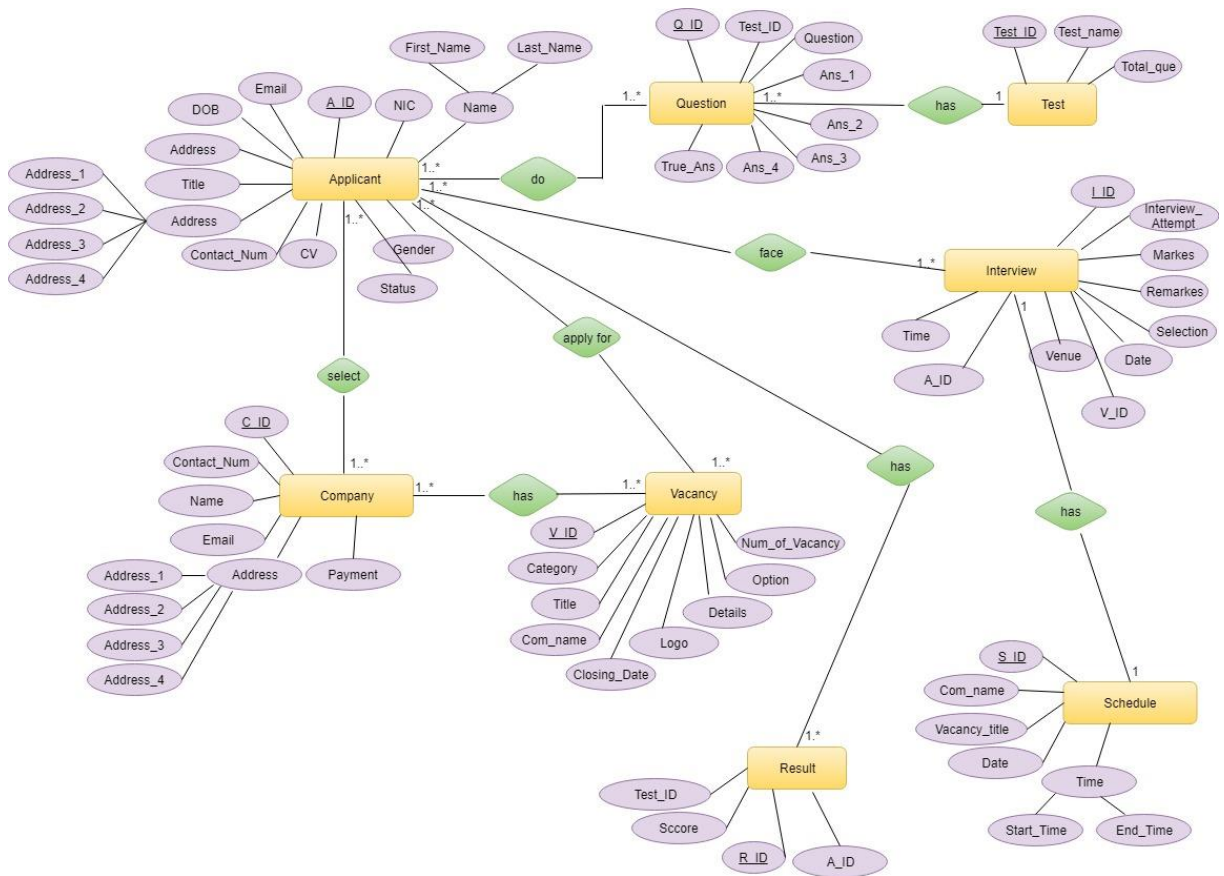 First_Name
Last_Name
Email
A_ID
NIC
Name
DOB
Address
Title
Address
Address_1
Address_2
Address_3
Address_4
Applicant
Contact_Num
CV
Gender
Status
1..*
1..*
1..*
1..*
1..*
do
1..*
Q_ID
Test_ID
Question
Ans_1
Question
1..*
Ans_2
Ans_3
Ans_4
True_Ans
has
1
Test_ID
Test_name
Total_que
Test
face
1..*
I_ID
Interview_
Attempt
Markes
Interview
Remarkes
Selection
Date
V_ID
Venue
A_ID
Time
1
apply for
select
C_ID
1..*
Contact_Num
Company
1..*
Name
Email
Address
Payment
Address_1
Address_2
Address_3
Address_4
has
1..*
1..*
Vacancy
V_ID
Category
Title
Com_name
Closing_Date
Logo
Details
Option
Num_of_Vacancy
has
has
1.*
Result
Test_ID
Sccore
R_ID
A_ID
1
S_ID
Com_name
Schedule
Vacancy_title
Date
Time
Start_Time
End_Time